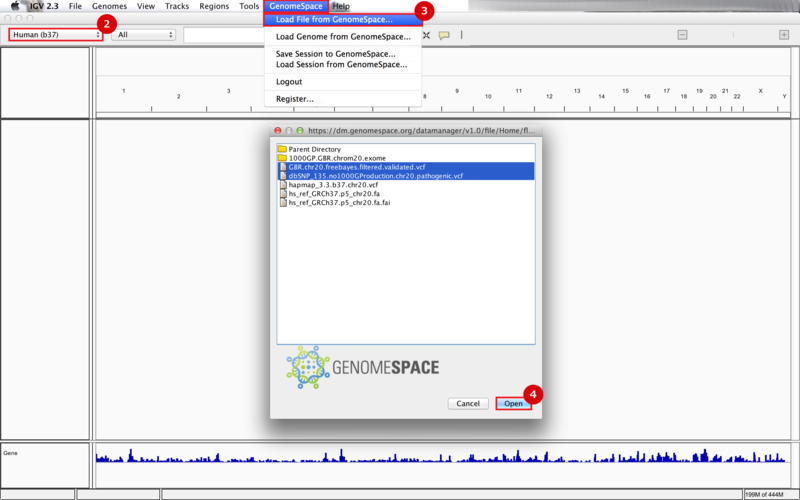 IGV 2.3 File Genomes View Tracks Regions Tools GenomeSpace Help
3
Load File from GenomeSpace...
2
Human (b37) All
Load Genome from GenomeSpace...
Save Session to GenomeSpace...
Load Session from GenomeSpace...
Logout
Register...
1 2 3 4 5 6 7 8 9 10 11 12 13 14 15 16 17 18 19 20 21 22 X Y
https://dm.genomespace.org/datamanager/v1.0/file/Home/fl...
Parent Directory
1000GP.GBR.chrom20.exome
GBR.chr20.freebayes.filtered.validated.vcf
dbSNP_135.no1000GProduction.chr20.pathogenic.vcf
hapmap_3.3.b37.chr20.vcf
hs_ref_GRCh37.p5_chr20.fa
hs_ref_GRCh37.p5_chr20.fa.fai
GENOMESPACE
4
Cancel Open
Gene
199M of 444M